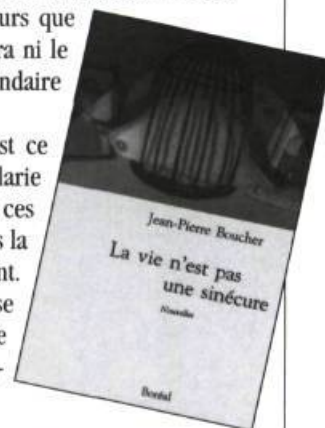 urs que
ra ni le
ndaire
st ce
larie
ces
s la
nt.
se
e
-
Jean-Pierre Boucher
La vie n'est pas
une sinécure
Nouvelles
Boréal